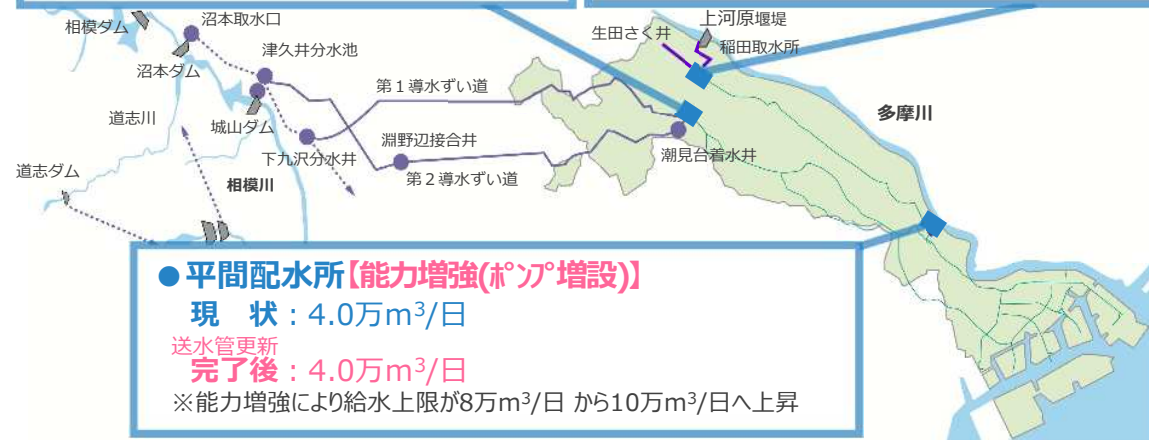 相模ダム
沼本取水口
沼本ダム
津久井分水池
道志川
城山ダム
道志ダム
相模川
下九沢分水井
第1導水ずい道
淵野辺接合井
第2導水ずい道
生田さく井
上河原堰堤
稲田取水所
多摩川
潮見台着水井
●平間配水所【能力増強(ﾎﾟﾝﾌﾟ増設)】
現　状：4.0万m³/日
送水管更新
完了後：4.0万m³/日
※能力増強により給水上限が8万m³/日 から10万m³/日へ上昇